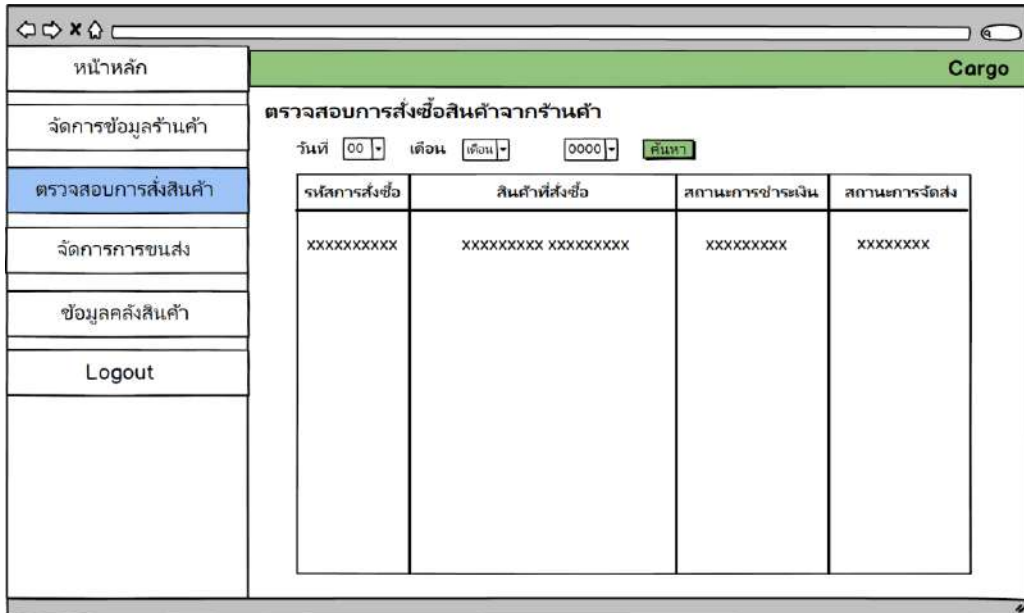 หน้าหลัก
Cargo
จัดการข้อมูลร้านค้า
ตรวจสอบการสั่งสินค้า
จัดการการขนส่ง
ข้อมูลคลังสินค้า
Logout
ตรวจสอบการสั่งซื้อสินค้าจากร้านค้า
วันที่ 00 เดือน เดือน 0000 ค้นหา
รหัสการสั่งซื้อ สินค้าที่สั่งซื้อ สถานะการชำระเงิน สถานะการจัดส่ง
XXXXXXXXXX XXXXXXXXX XXXXXXXXX XXXXXXXXX XXXXXXXX